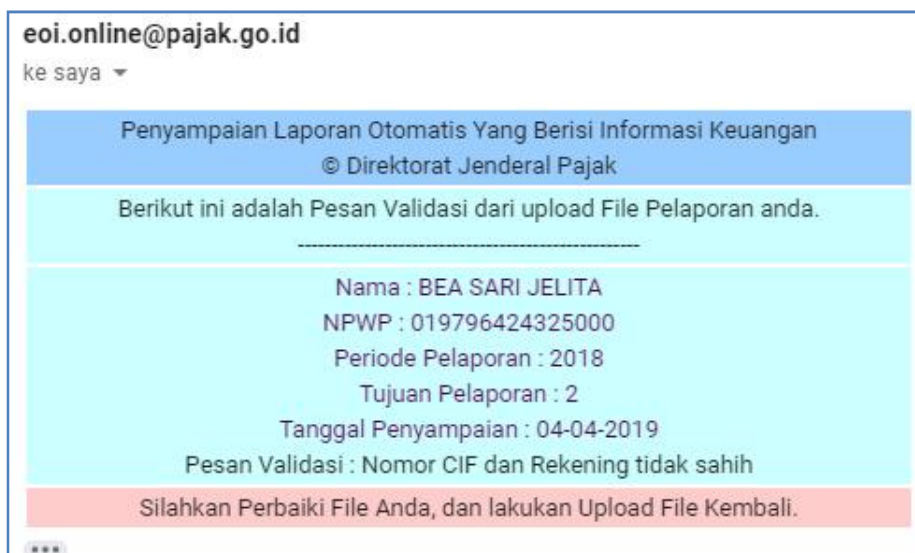 eoi.online@pajak.go.id
ke saya
Penyampaian Laporan Otomatis Yang Berisi Informasi Keuangan
© Direktorat Jenderal Pajak
Berikut ini adalah Pesan Validasi dari upload File Pelaporan anda.
----------------------------------------------------
Nama : BEA SARI JELITA
NPWP : 019796424325000
Periode Pelaporan : 2018
Tujuan Pelaporan : 2
Tanggal Penyampaian : 04-04-2019
Pesan Validasi : Nomor CIF dan Rekening tidak sahih
Silahkan Perbaiki File Anda, dan lakukan Upload File Kembali.